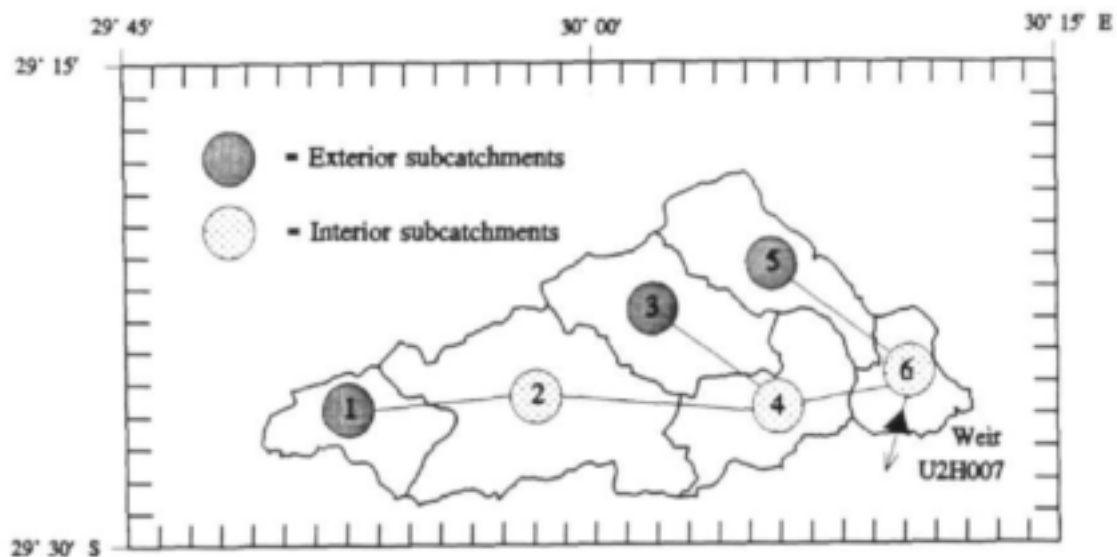 29° 45'
30° 00'
30° 15' E
29° 15'
= Exterior subcatchments
= Interior subcatchments
5
3
6
1
2
4
Weir
U2H007
29° 30' S